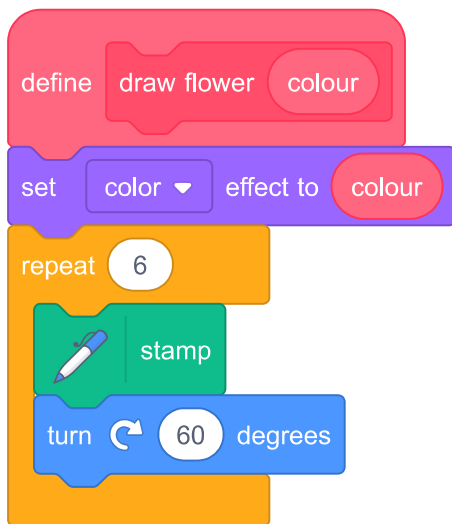 define draw flower colour
set color effect to colour
repeat 6
stamp
turn 60 degrees